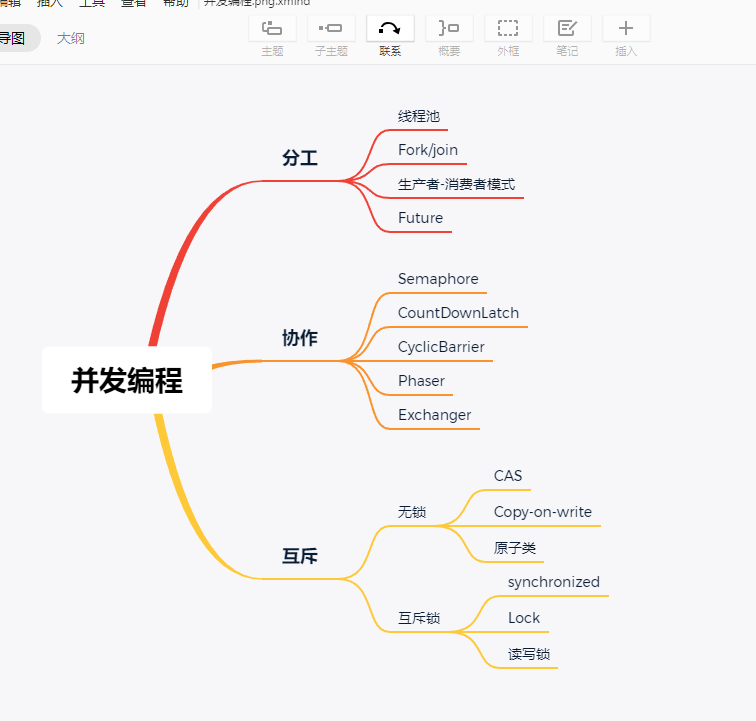 编辑 插入 工具 查看 帮助 并发编程.png.xmind
导图 大纲
主题 子主题 联系 概要 外框 笔记 插入
线程池
分工
Fork/join
生产者-消费者模式
Future
Semaphore
CountDownLatch
协作
CyclicBarrier
Phaser
Exchanger
并发编程
CAS
无锁
Copy-on-write
原子类
互斥
synchronized
互斥锁
Lock
读写锁